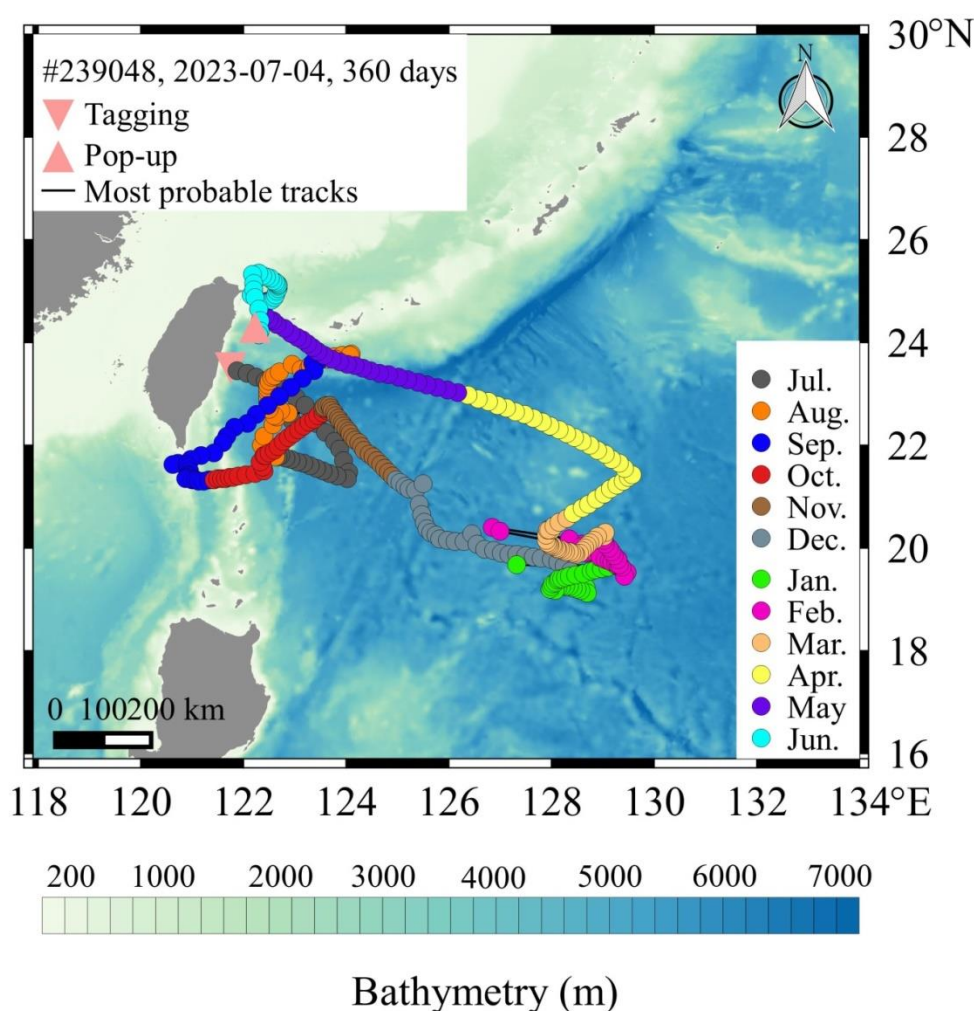 #239048, 2023-07-04, 360 days
Tagging
Pop-up
Most probable tracks
N
30°N
28
26
24
22
20
18
16
Jul.
Aug.
Sep.
Oct.
Nov.
Dec.
Jan.
Feb.
Mar.
Apr.
May
Jun.
0 100200 km
118 120 122 124 126 128 130 132 134°E
200 1000 2000 3000 4000 5000 6000 7000
Bathymetry (m)